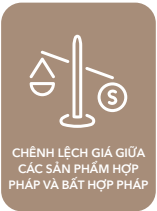 S
CHÊNH LỆCH GIÁ GIỮA
CÁC SẢN PHẨM HỢP
PHÁP VÀ BẤT HỢP PHÁP